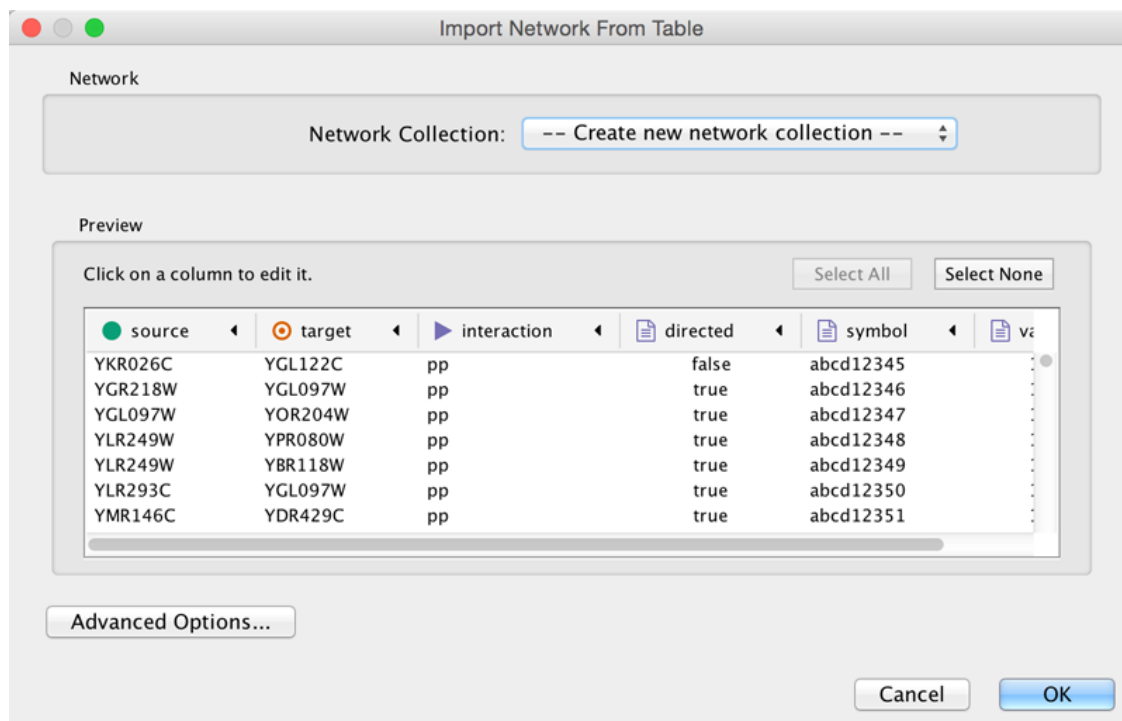 Import Network From Table
Network
Network Collection: -- Create new network collection --
Preview
Click on a column to edit it. Select All Select None
source target interaction directed symbol
YKR026C YGL122C pp false abcd12345
YGR218W YGL097W pp true abcd12346
YGL097W YOR204W pp true abcd12347
YLR249W YPR080W pp true abcd12348
YLR249W YBR118W pp true abcd12349
YLR293C YGL097W pp true abcd12350
YMR146C YDR429C pp true abcd12351
Advanced Options...
Cancel OK